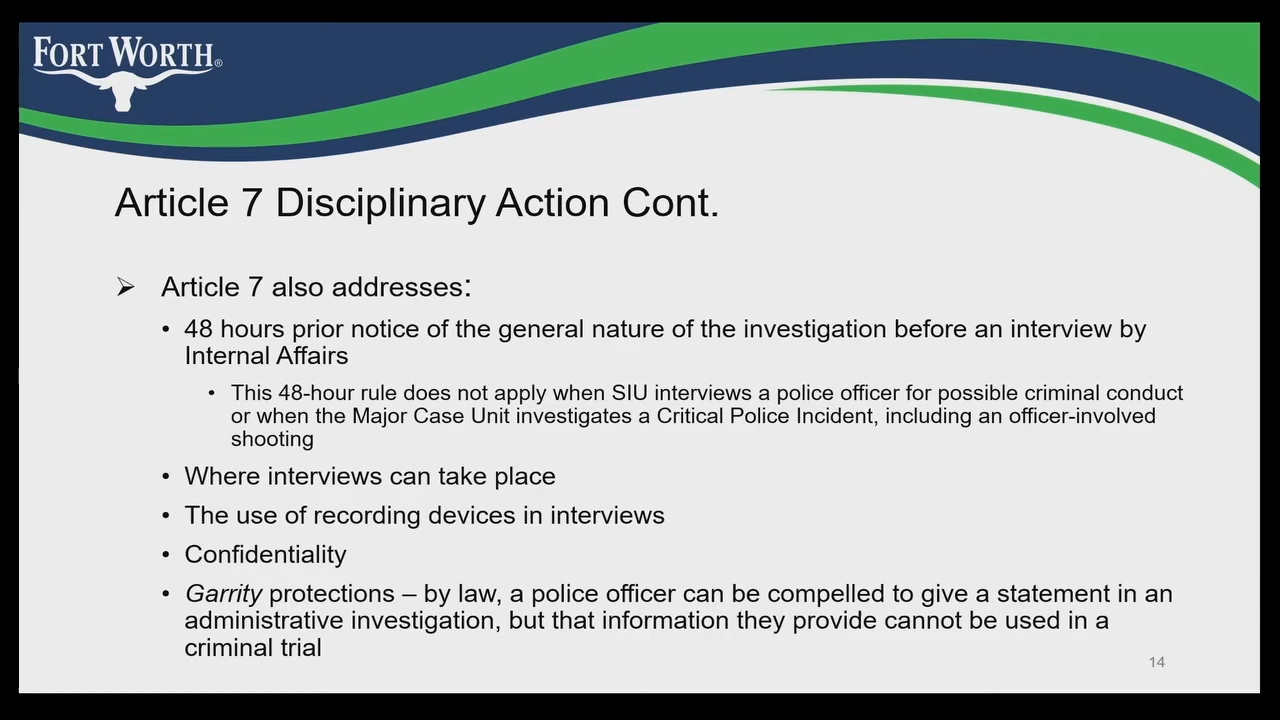 FORT WORTH®
Article 7 Disciplinary Action Cont.
➢ Article 7 also addresses:
• 48 hours prior notice of the general nature of the investigation before an interview by
Internal Affairs
• This 48-hour rule does not apply when SIU interviews a police officer for possible criminal conduct
or when the Major Case Unit investigates a Critical Police Incident, including an officer-involved
shooting
• Where interviews can take place
• The use of recording devices in interviews
• Confidentiality
• Garrity protections – by law, a police officer can be compelled to give a statement in an
administrative investigation, but that information they provide cannot be used in a
criminal trial
14